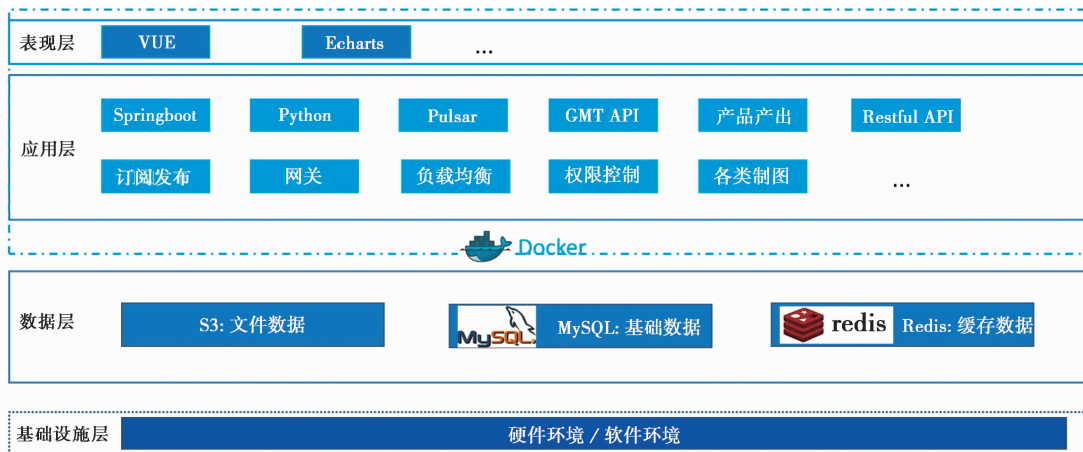 表现层 VUE Echarts ...
Springboot Python Pulsar GMT API 产品产出 Restful API
应用层
订阅发布 网关 负载均衡 权限控制 各类制图 ...
Docker
数据层 S3: 文件数据 MySQL MySQL: 基础数据 redis Redis: 缓存数据
基础设施层 硬件环境 / 软件环境